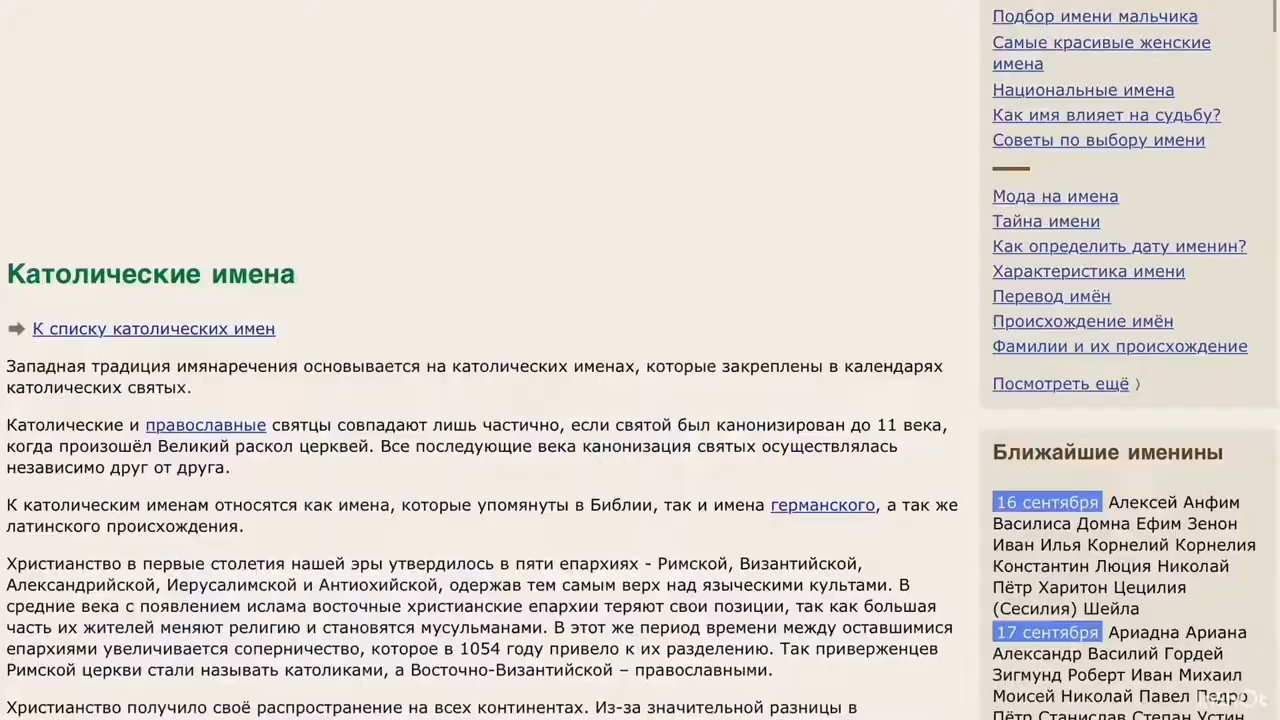 Католические имена
К списку католических имен
Западная традиция имянаречения основывается на католических именах, которые закреплены в календарях
католических святых.
Католические и православные святцы совпадают лишь частично, если святой был канонизирован до 11 века,
когда произошёл Великий раскол церквей. Все последующие века канонизация святых осуществлялась
независимо друг от друга.
К католическим именам относятся как имена, которые упомянуты в Библии, так и имена германского, а так же
латинского происхождения.
Христианство в первые столетия нашей эры утвердилось в пяти епархиях - Римской, Византийской,
Александрийской, Иерусалимской и Антиохийской, одержав тем самым верх над языческими культами. В
средние века с появлением ислама восточные христианские епархии теряют свои позиции, так как большая
часть их жителей меняют религию и становятся мусульманами. В этот же период времени между оставшимися
епархиями увеличивается соперничество, которое в 1054 году привело к их разделению. Так приверженцев
Римской церкви стали называть католиками, а Восточно-Византийской – православными.
Христианство получило своё распространение на всех континентах. Из-за значительной разницы в
Подбор имени мальчика
Самые красивые женские
имена
Национальные имена
Как имя влияет на судьбу?
Советы по выбору имени
Мода на имена
Тайна имени
Как определить дату именин?
Характеристика имени
Перевод имён
Происхождение имён
Фамилии и их происхождение
Посмотреть ещё ⟩
Ближайшие именины
16 сентября Алексей Анфим
Василиса Домна Ефим Зенон
Иван Илья Корнелий Корнелия
Константин Люция Николай
Пётр Харитон Цецилия
(Сесилия) Шейла
17 сентября Ариадна Ариана
Александр Василий Гордей
Зигмунд Роберт Иван Михаил
Моисей Николай Павел Педро
Пётр Станислав Степан Устин